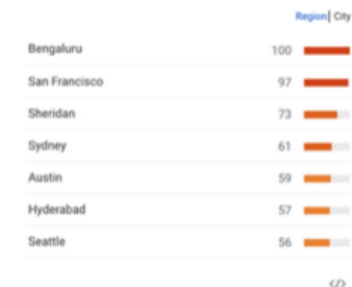 Region | City
Bengaluru 100
San Francisco 97
Sheridan 73
Sydney 61
Austin 59
Hyderabad 57
Seattle 56
</>